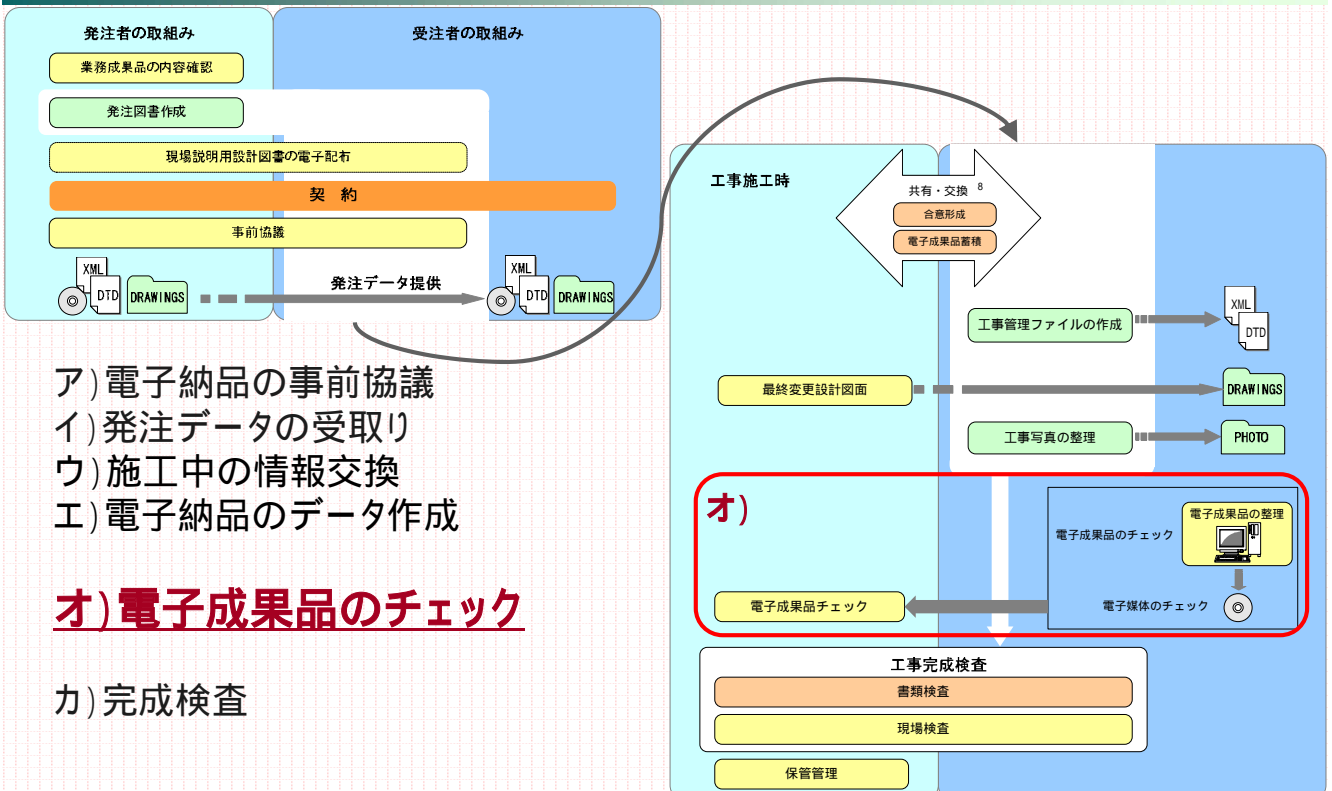 発注者の取組み
受注者の取組み
業務成果品の内容確認
発注図書作成
現場説明用設計図書の電子配布
契 約
事前協議
XML
DTD
DRAWINGS
発注データ提供
XML
DTD
DRAWINGS
ア)電子納品の事前協議
イ)発注データの受取り
ウ)施工中の情報交換
エ)電子納品のデータ作成
オ)電子成果品のチェック
カ)完成検査
工事施工時
共有・交換 8
合意形成
電子成果品蓄積
工事管理ファイルの作成
XML
DTD
最終変更設計図面
DRAWINGS
工事写真の整理
PHOTO
オ)
電子成果品の整理
電子成果品のチェック
電子成果品チェック
電子媒体のチェック
工事完成検査
書類検査
現場検査
保管管理